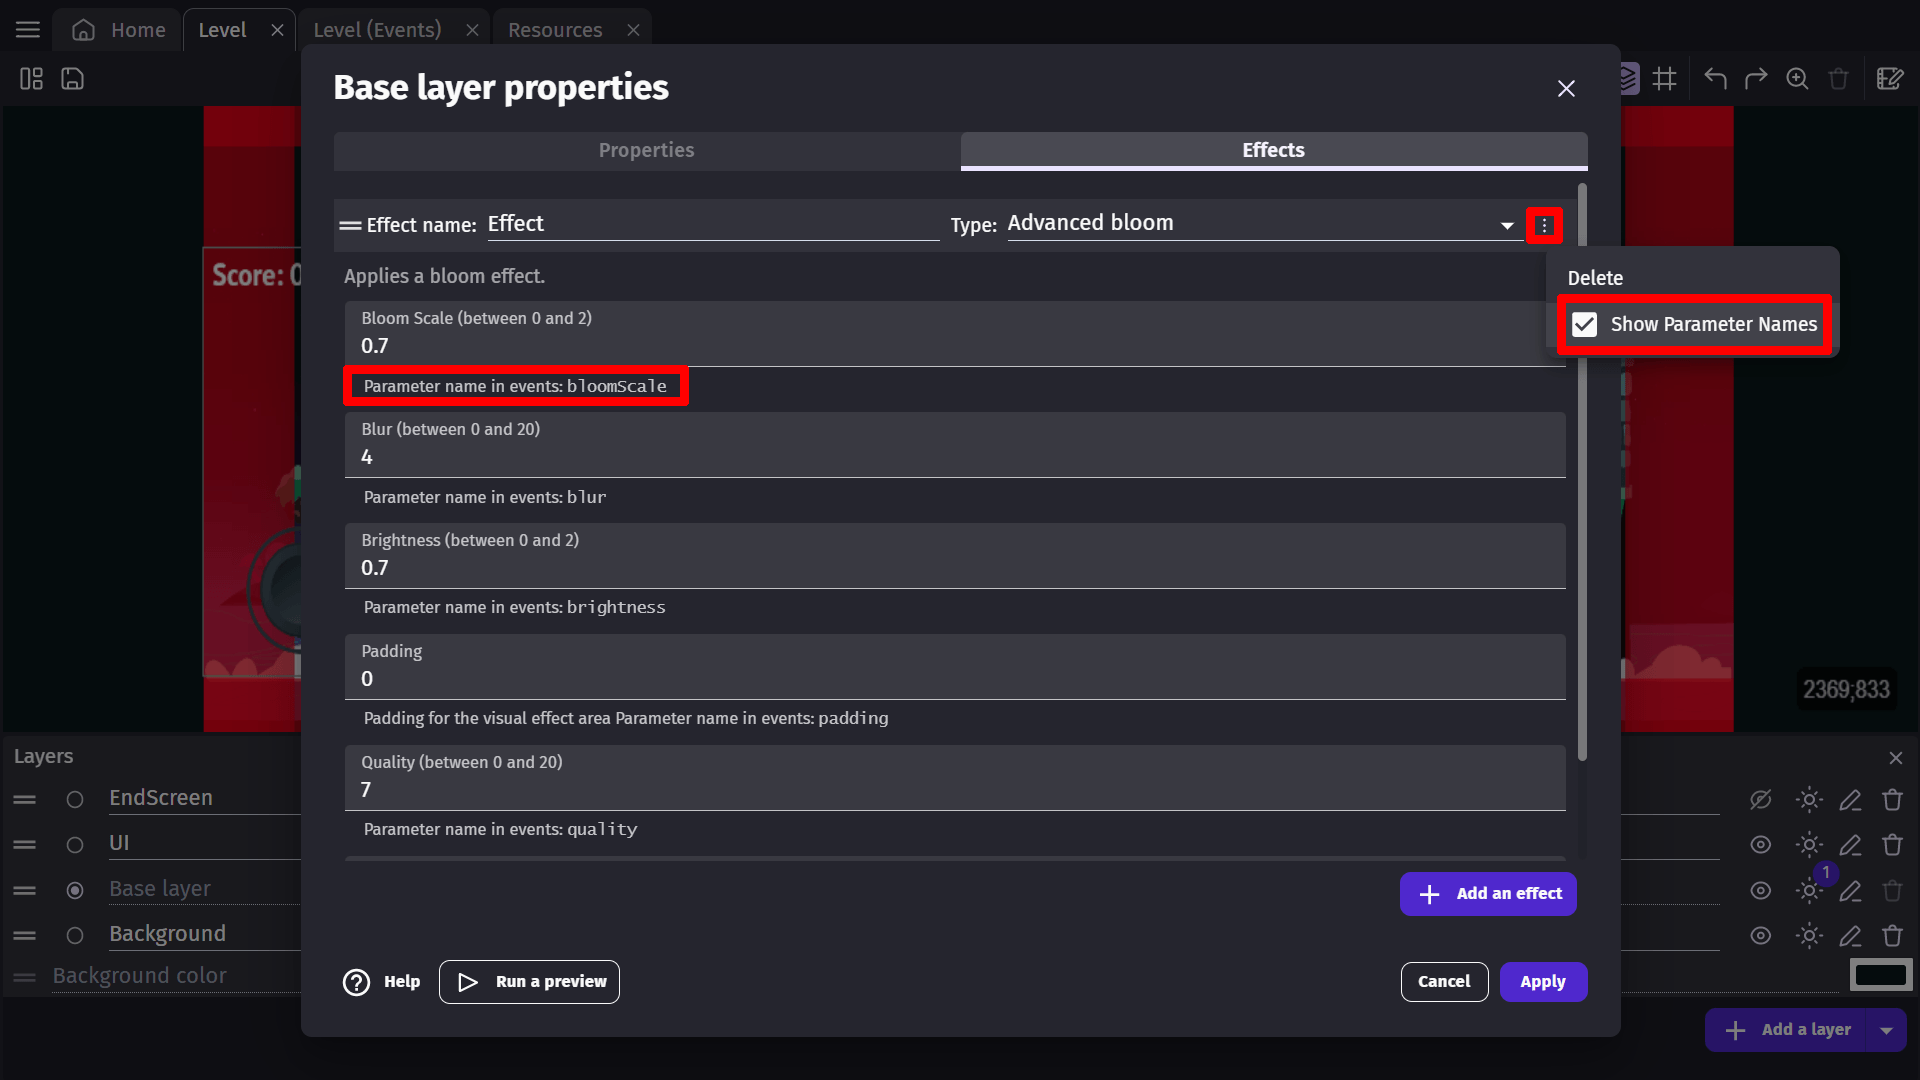 Home
Level
Level (Events)
Resources
Base layer properties
Properties
Effects
Effect name: Effect
Type: Advanced bloom
Score: 0
Applies a bloom effect.
Delete
Show Parameter Names
Bloom Scale (between 0 and 2)
0.7
Parameter name in events: bloomScale
Blur (between 0 and 20)
4
Parameter name in events: blur
Brightness (between 0 and 2)
0.7
Parameter name in events: brightness
Padding
0
Padding for the visual effect area Parameter name in events: padding
2369;833
Quality (between 0 and 20)
7
Parameter name in events: quality
Layers
EndScreen
UI
Base layer
1
Background
Background color
Add an effect
Help
Run a preview
Cancel
Apply
Add a layer